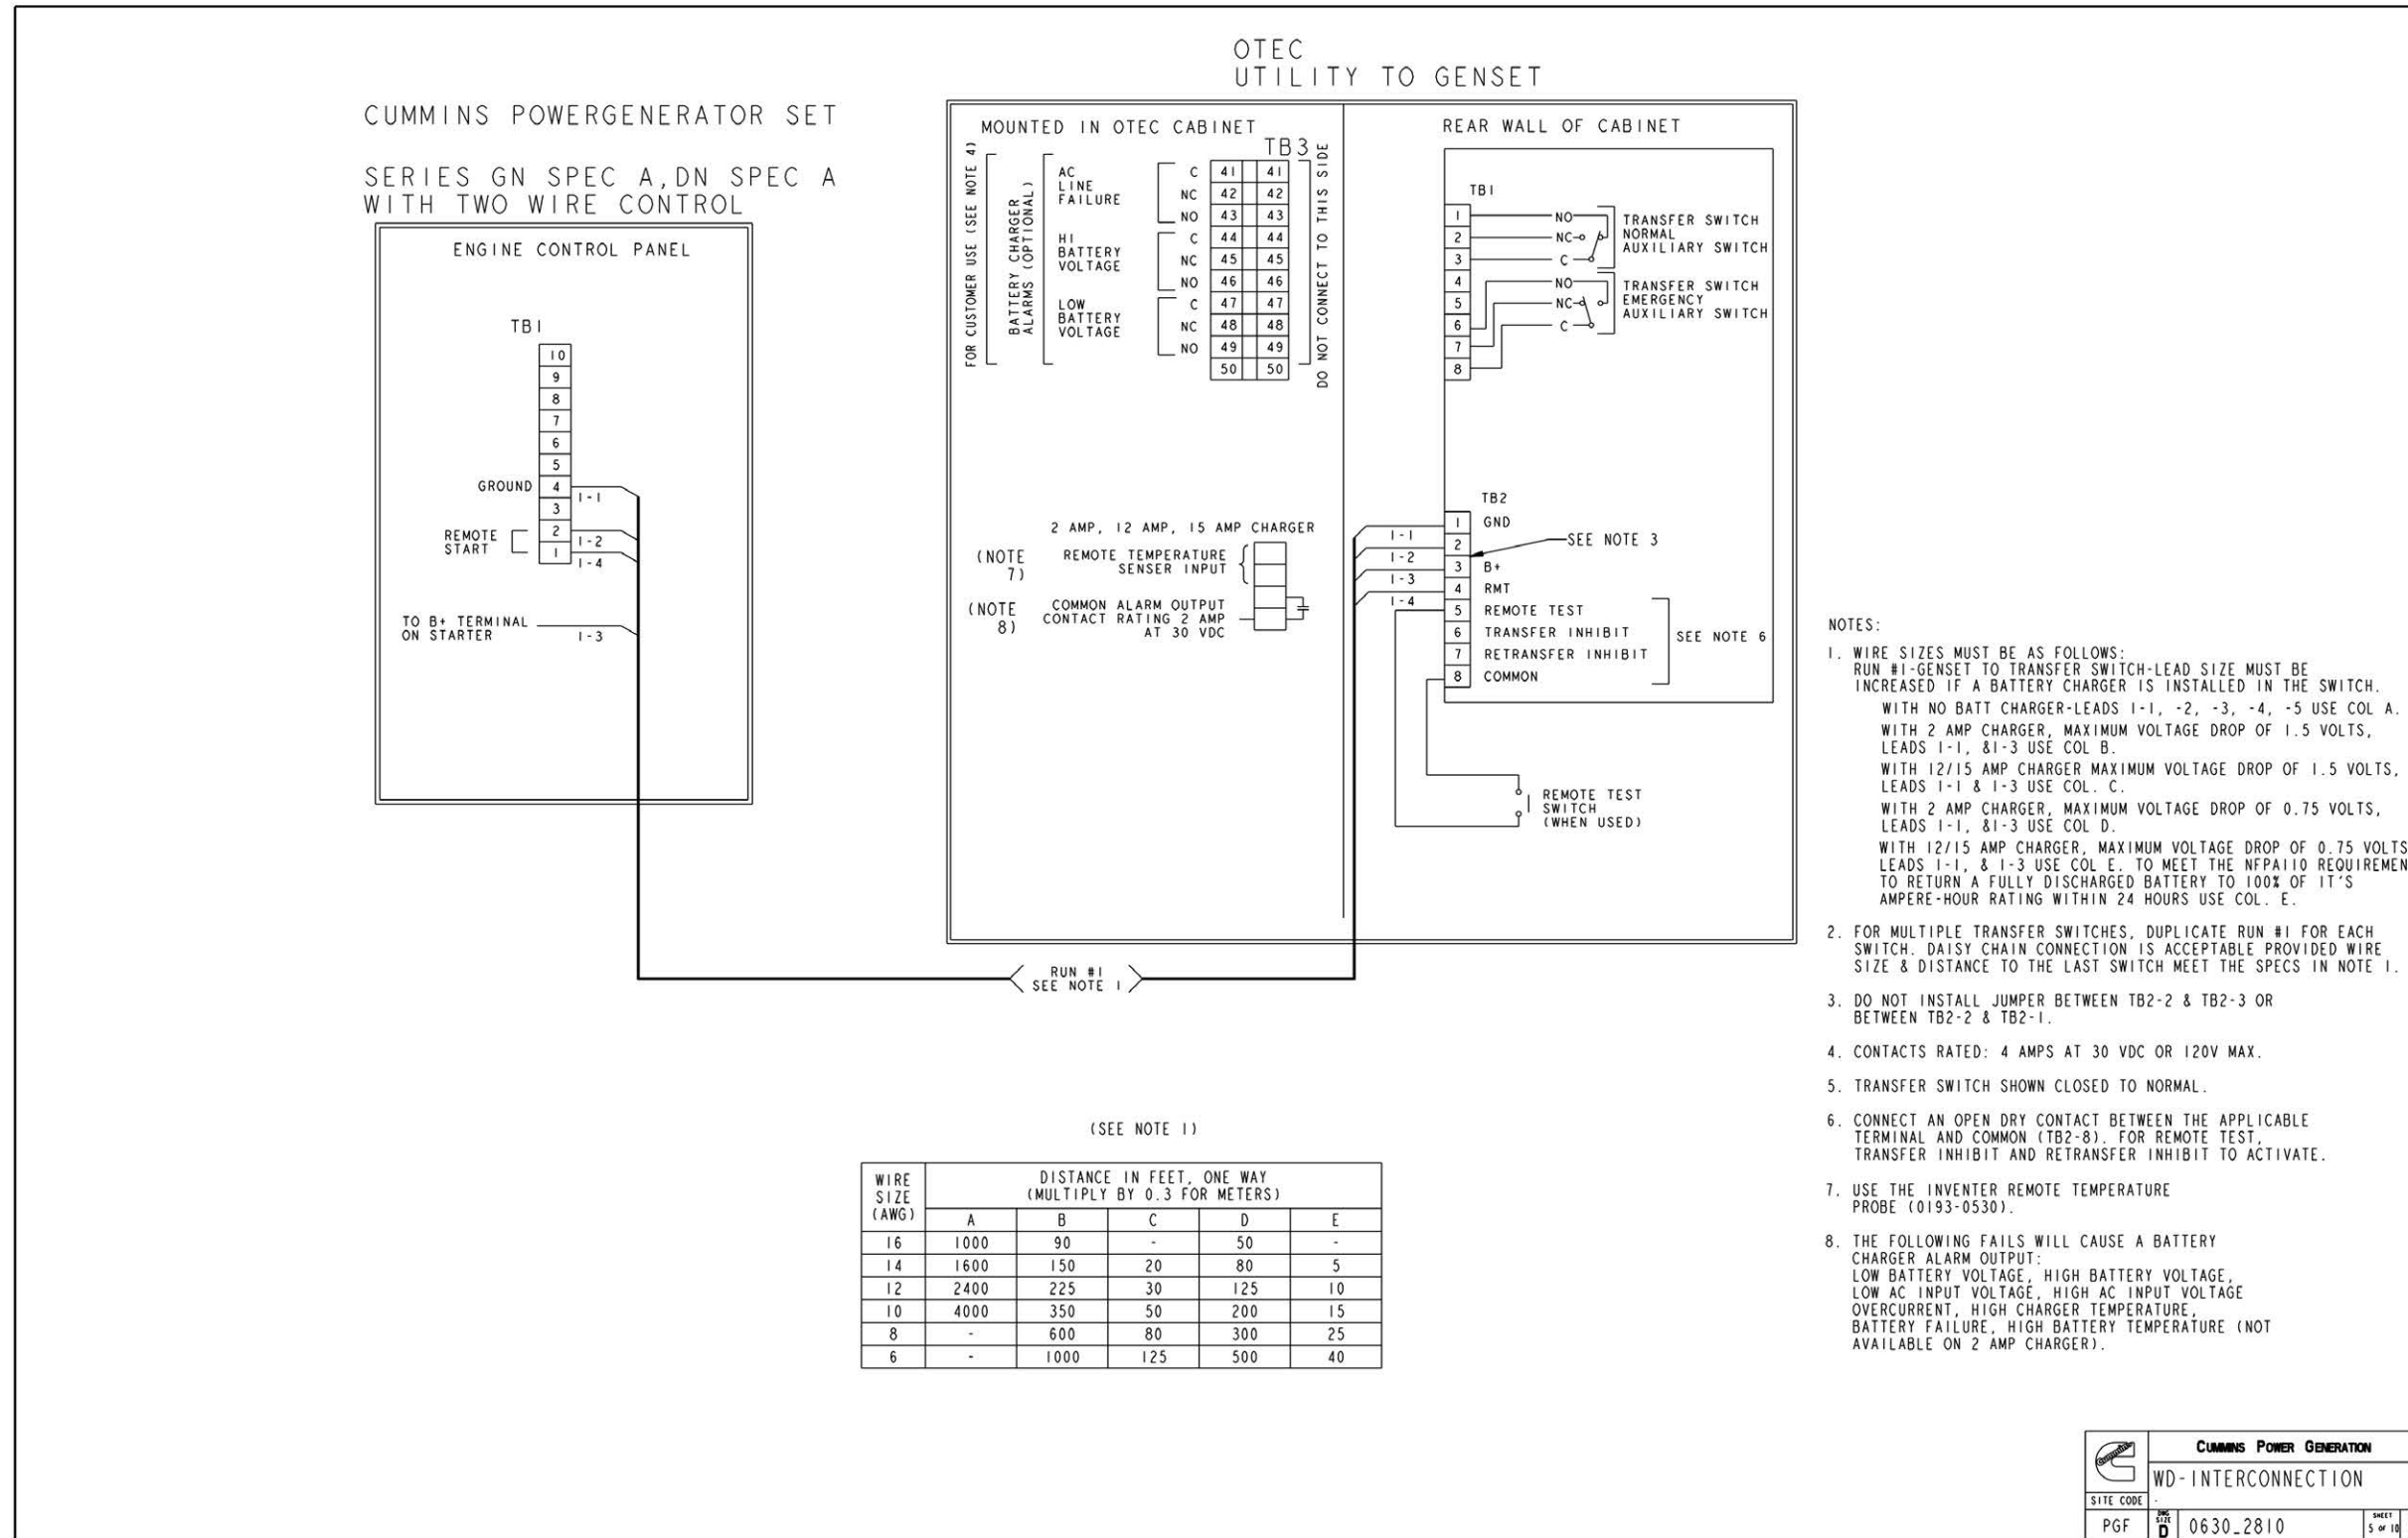 OTEC
UTILITY TO GENSET
CUMMINS POWERGENERATOR SET
SERIES GN SPEC A,DN SPEC A
WITH TWO WIRE CONTROL
ENGINE CONTROL PANEL
TB1
10
9
8
7
6
5
GROUND 4 1-1
3
REMOTE
START
2 1-2
1 1-4
TO B+ TERMINAL
ON STARTER
1-3
MOUNTED IN OTEC CABINET
TB3
FOR CUSTOMER USE (SEE NOTE 4)
BATTERY CHARGER
ALARMS (OPTIONAL)
AC
LINE
FAILURE
C 41 41
NC 42 42
NO 43 43
HI
BATTERY
VOLTAGE
C 44 44
NC 45 45
NO 46 46
LOW
BATTERY
VOLTAGE
C 47 47
NC 48 48
NO 49 49
50 50
DO NOT CONNECT TO THIS SIDE
2 AMP, 12 AMP, 15 AMP CHARGER
(NOTE
7)
REMOTE TEMPERATURE
SENSER INPUT
(NOTE
8)
COMMON ALARM OUTPUT
CONTACT RATING 2 AMP
AT 30 VDC
REAR WALL OF CABINET
TB1
1 NO
2 NC
3 C
TRANSFER SWITCH
NORMAL
AUXILIARY SWITCH
4 NO
5 NC
6 C
7
8
TRANSFER SWITCH
EMERGENCY
AUXILIARY SWITCH
TB2
1-1 1 GND
1-2 2
SEE NOTE 3
1-3 3 B+
1-4 4 RMT
5 REMOTE TEST
6 TRANSFER INHIBIT
7 RETRANSFER INHIBIT
8 COMMON
SEE NOTE 6
REMOTE TEST
SWITCH
(WHEN USED)
RUN #1
SEE NOTE 1
(SEE NOTE 1)
WIRE
SIZE
(AWG)
DISTANCE IN FEET, ONE WAY
(MULTIPLY BY 0.3 FOR METERS)
A B C D E
16 1000 90 - 50 -
14 1600 150 20 80 5
12 2400 225 30 125 10
10 4000 350 50 200 15
8 - 600 80 300 25
6 - 1000 125 500 40
NOTES:
1. WIRE SIZES MUST BE AS FOLLOWS:
RUN #1-GENSET TO TRANSFER SWITCH-LEAD SIZE MUST BE
INCREASED IF A BATTERY CHARGER IS INSTALLED IN THE SWITCH.
WITH NO BATT CHARGER-LEADS 1-1, -2, -3, -4, -5 USE COL A.
WITH 2 AMP CHARGER, MAXIMUM VOLTAGE DROP OF 1.5 VOLTS,
LEADS 1-1, &1-3 USE COL B.
WITH 12/15 AMP CHARGER MAXIMUM VOLTAGE DROP OF 1.5 VOLTS,
LEADS 1-1 & 1-3 USE COL. C.
WITH 2 AMP CHARGER, MAXIMUM VOLTAGE DROP OF 0.75 VOLTS,
LEADS 1-1, &1-3 USE COL D.
WITH 12/15 AMP CHARGER, MAXIMUM VOLTAGE DROP OF 0.75 VOLTS
LEADS 1-1, & 1-3 USE COL E. TO MEET THE NFPA110 REQUIREMEN
TO RETURN A FULLY DISCHARGED BATTERY TO 100% OF IT'S
AMPERE-HOUR RATING WITHIN 24 HOURS USE COL. E.
2. FOR MULTIPLE TRANSFER SWITCHES, DUPLICATE RUN #1 FOR EACH
SWITCH. DAISY CHAIN CONNECTION IS ACCEPTABLE PROVIDED WIRE
SIZE & DISTANCE TO THE LAST SWITCH MEET THE SPECS IN NOTE 1.
3. DO NOT INSTALL JUMPER BETWEEN TB2-2 & TB2-3 OR
BETWEEN TB2-2 & TB2-1.
4. CONTACTS RATED: 4 AMPS AT 30 VDC OR 120V MAX.
5. TRANSFER SWITCH SHOWN CLOSED TO NORMAL.
6. CONNECT AN OPEN DRY CONTACT BETWEEN THE APPLICABLE
TERMINAL AND COMMON (TB2-8). FOR REMOTE TEST,
TRANSFER INHIBIT AND RETRANSFER INHIBIT TO ACTIVATE.
7. USE THE INVENTER REMOTE TEMPERATURE
PROBE (0193-0530).
8. THE FOLLOWING FAILS WILL CAUSE A BATTERY
CHARGER ALARM OUTPUT:
LOW BATTERY VOLTAGE, HIGH BATTERY VOLTAGE,
LOW AC INPUT VOLTAGE, HIGH AC INPUT VOLTAGE
OVERCURRENT, HIGH CHARGER TEMPERATURE,
BATTERY FAILURE, HIGH BATTERY TEMPERATURE (NOT
AVAILABLE ON 2 AMP CHARGER).
CUMMINS POWER GENERATION
WD-INTERCONNECTION
SITE CODE -
PGF
DWG
SIZE
D
0630_2810
SHEET
5 OF 10